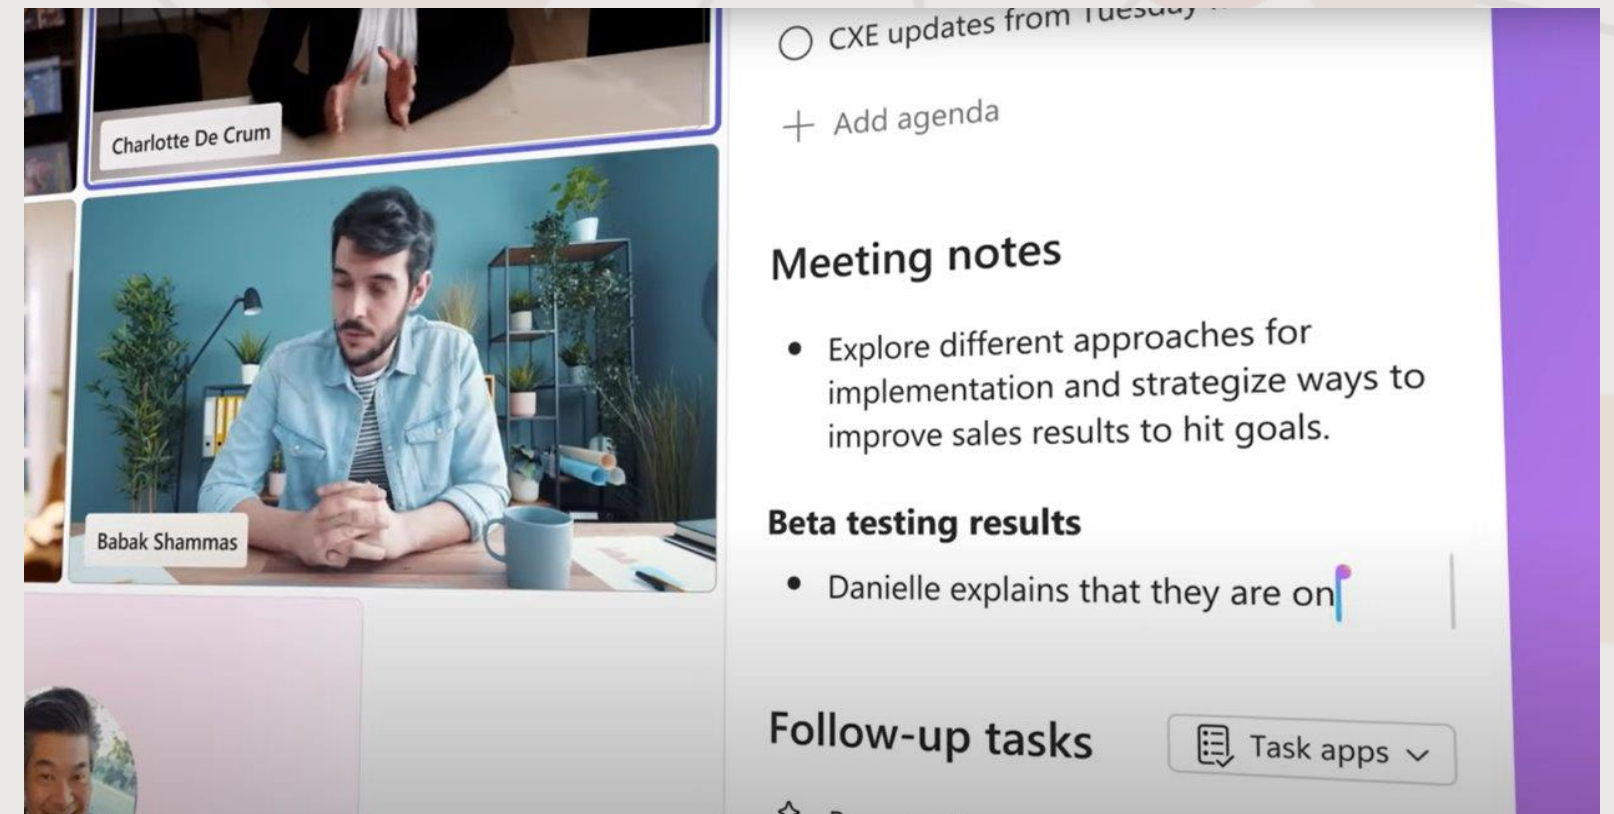 Charlotte De Crum
Babak Shammas
CXE updates from Tuesday
Add agenda
Meeting notes
• Explore different approaches for
implementation and strategize ways to
improve sales results to hit goals.
Beta testing results
• Danielle explains that they are on
Follow-up tasks
Task apps